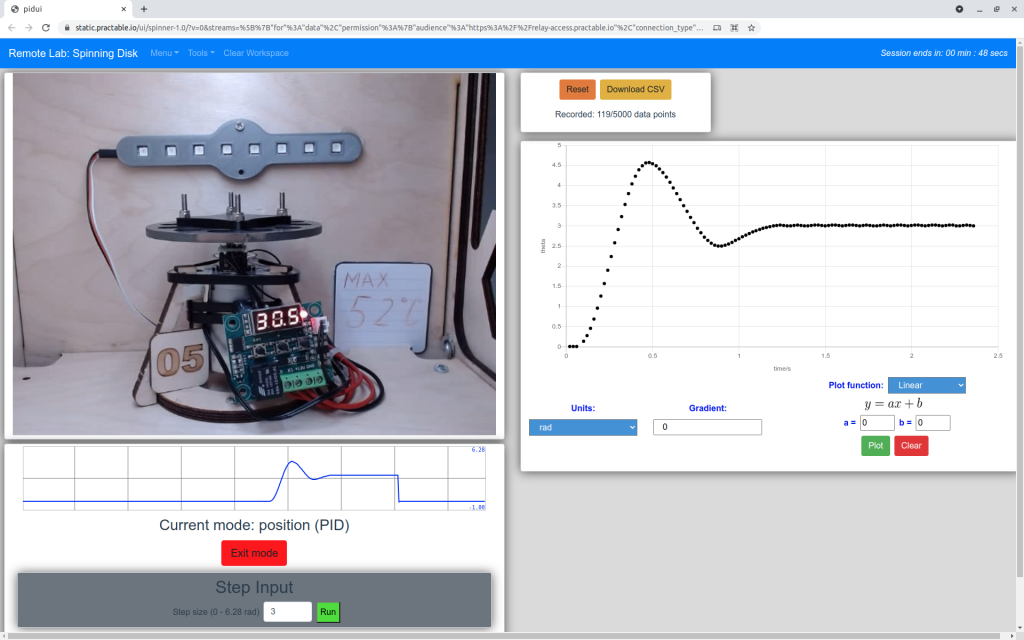 pidui
static.practable.io/ui/spinner-1.0/?v=0&streams=%5B%7B"for"%3A"data"%2C"permission"%3A%7B"audience"%3A"https%3A%2F%2Frelay-access.practable.io"%2C"connection_type"...
Remote Lab: Spinning Disk
Menu
Tools
Clear Workspace
Session ends in: 00 min : 48 secs
MAX
52°C
30.5
05
6.28
-1.00
Current mode: position (PID)
Exit mode
Step Input
Step size (0 - 6.28 rad)
3
Run
Reset
Download CSV
Recorded: 119/5000 data points
5
4.5
4
3.5
3
2.5
2
1.5
1
0.5
0
theta
0
0.5
1
1.5
2
2.5
time/s
Plot function:
Linear
y = ax + b
Units:
Gradient:
rad
0
a =
0
b =
0
Plot
Clear